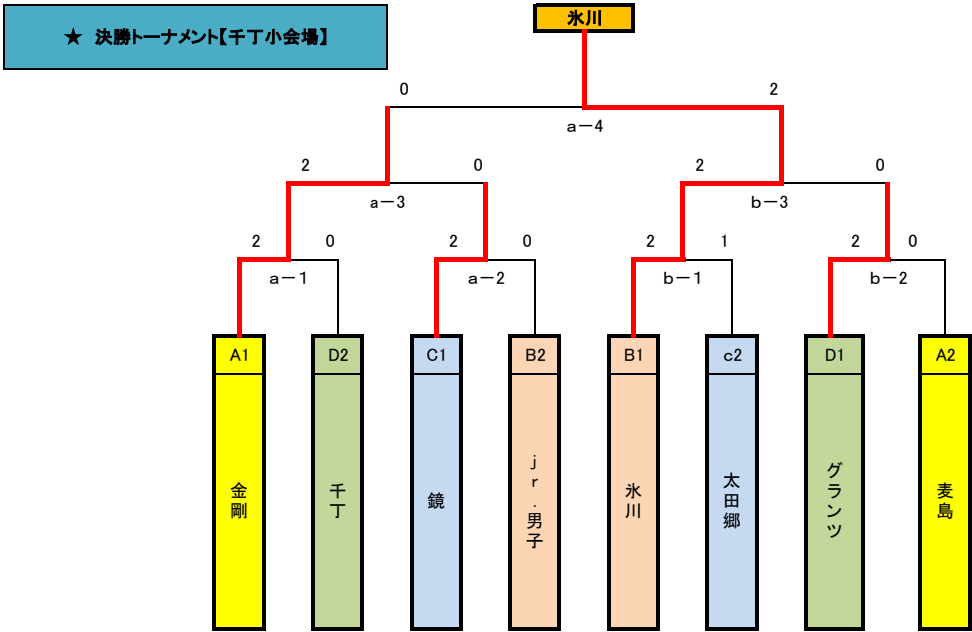 氷川
★ 決勝トーナメント【千丁小会場】
0 2
a－4
2 0 2 0
a－3 b－3
2 0 2 0 2 1 2 0
a－1 a－2 b－1 b－2
A1 D2 C1 B2 B1 c2 D1 A2
金剛 千丁 鏡 jr.男子 氷川 太田郷 グランツ 麦島